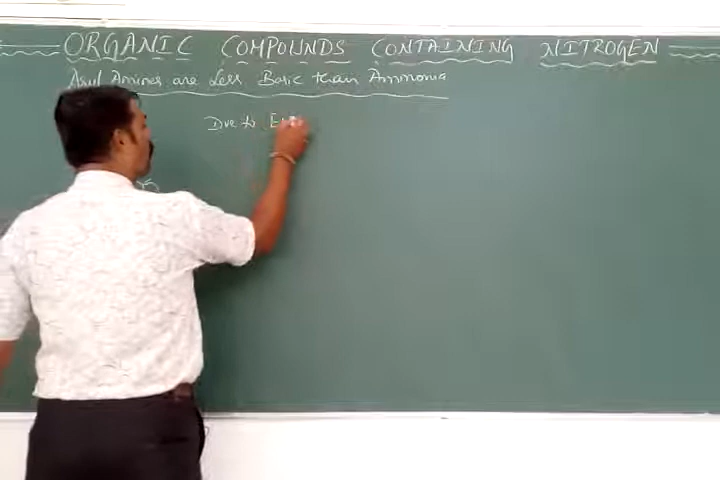 ORGANIC COMPOUNDS CONTAINING NITROGEN
Aryl Amines are Less Basic than Ammonia
Due to